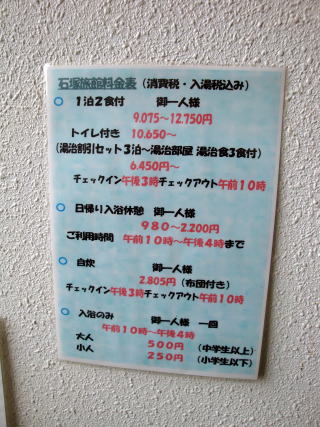 石塚旅館料金表 (消費税・入湯税込み)
○ 1泊2食付 御一人様
9.075〜12.750円
トイレ付き 10.650〜
(湯治割引セット3泊〜湯治部屋 湯治食3食付)
6.450円〜
チェックイン午後3時チェックアウト午前10時
○ 日帰り入浴休憩 御一人様
980〜2.200円
ご利用時間 午前10時〜午後4時まで
○ 自炊 御一人様
2.805円 (布団付き)
チェックイン午後3時チェックアウト午前10時
○ 入浴のみ 御一人様 一回
午前10時〜午後4時
大人 500円 (中学生以上)
小人 250円 (小学生以下)